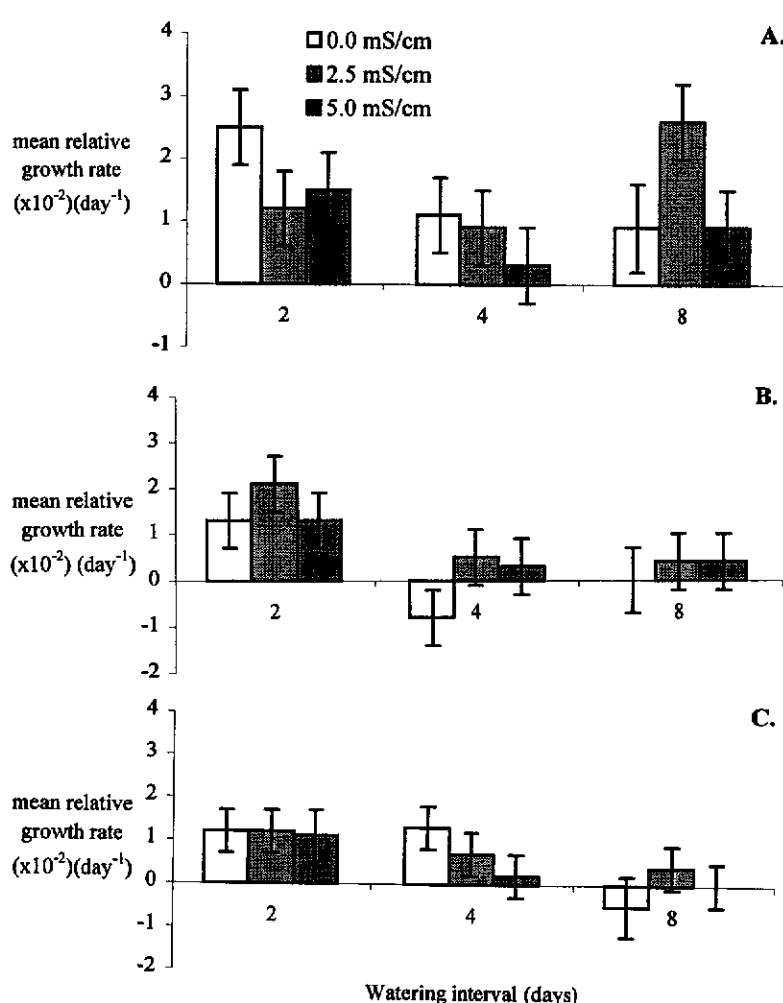 4
3
2
1
0
-1
mean relative
growth rate
(x10⁻²)(day⁻¹)
0.0 mS/cm
2.5 mS/cm
5.0 mS/cm
A.
2
4
8
4
3
2
1
0
-1
-2
mean relative
growth rate
(x10⁻²) (day⁻¹)
B.
2
4
8
4
3
2
1
0
-1
-2
mean relative
growth rate
(x10⁻²)(day⁻¹)
C.
2
4
8
Watering interval (days)